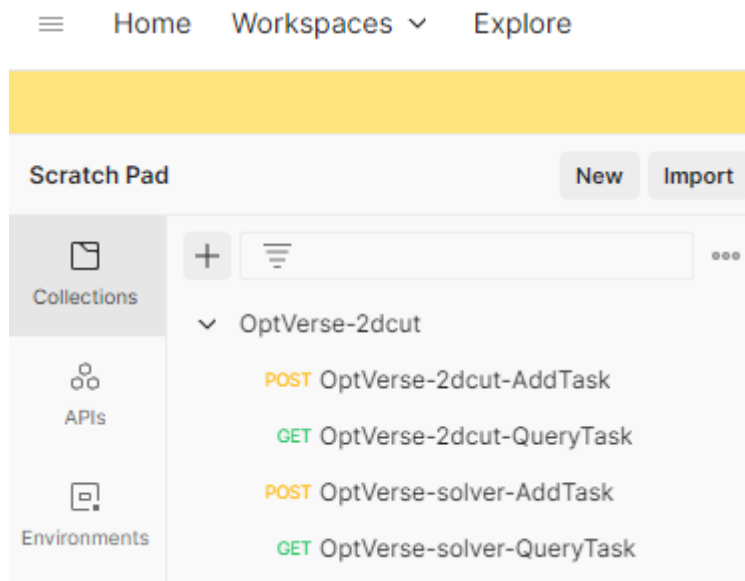 Home Workspaces Explore
Scratch Pad New Import
Collections
OptVerse-2dcut
POST OptVerse-2dcut-AddTask
APIs
GET OptVerse-2dcut-QueryTask
POST OptVerse-solver-AddTask
Environments
GET OptVerse-solver-QueryTask